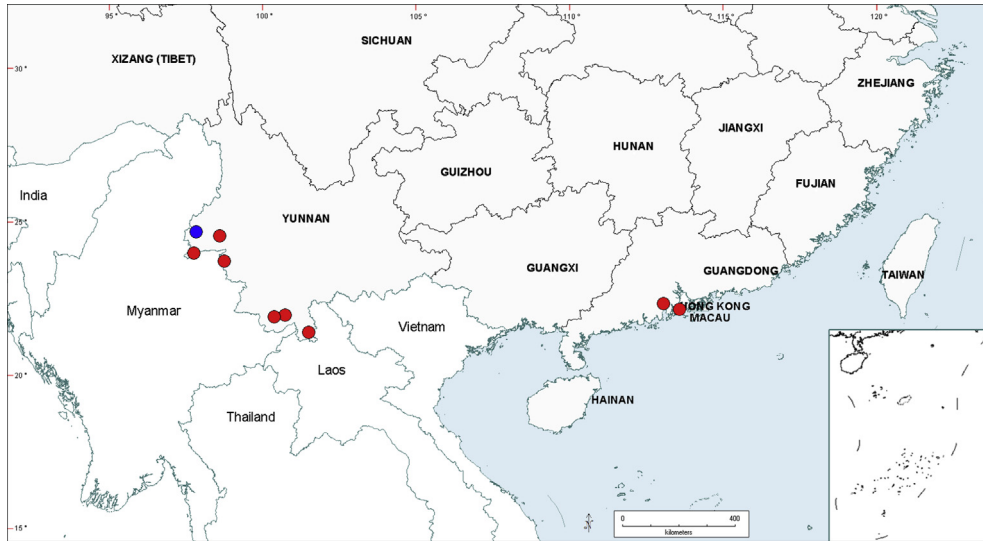 95° 100° 105° 110° 115° 120°
SICHUAN
XIZANG (TIBET)
30°
ZHEJIANG
JIANGXI
HUNAN
GUIZHOU
FUJIAN
India
YUNNAN
25°
GUANGXI
GUANGDONG
TAIWAN
HONG KONG
Myanmar
MACAU
Vietnam
Laos
20°
HAINAN
Thailand
0 400
kilometers
15°